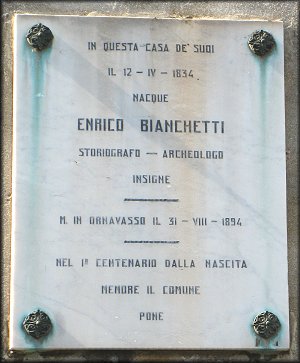 IN QUESTA CASA DE' SUOI
IL 12 - IV - 1834.
NACQUE
ENRICO BIANCHETTI
STORIOGRAFO — ARCHEOLOGO
INSIGNE
M. IN ORNAVASSO IL 31 - VIII - 1894
NEL 1º CENTENARIO DALLA NASCITA
MEMORE IL COMUNE
PONE